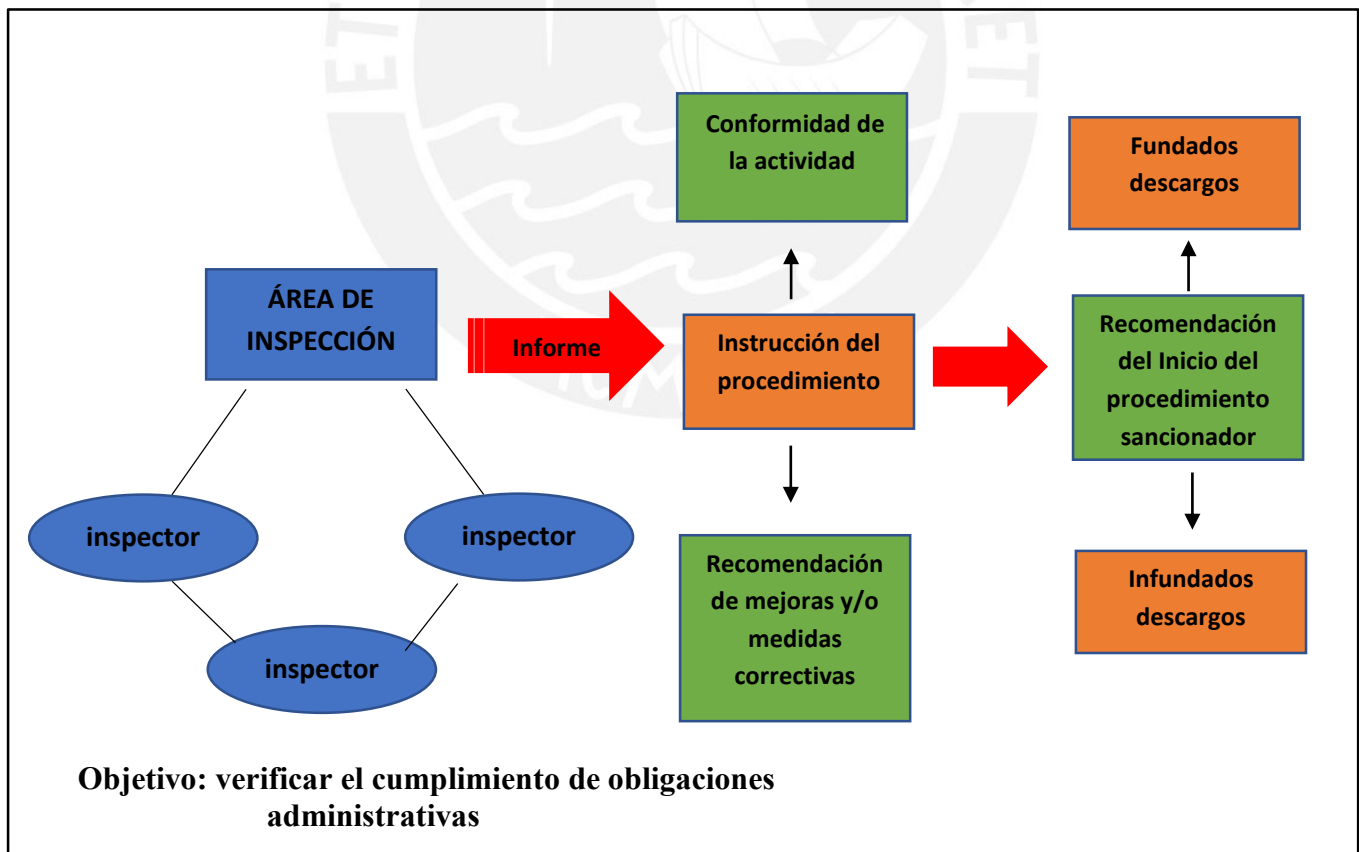 Conformidad de
la actividad
Fundados
descargos
ÁREA DE
INSPECCIÓN
Informe
Instrucción del
procedimiento
Recomendación
del Inicio del
procedimiento
sancionador
inspector
inspector
inspector
Recomendación
de mejoras y/o
medidas
correctivas
Infundados
descargos
Objetivo: verificar el cumplimiento de obligaciones
administrativas